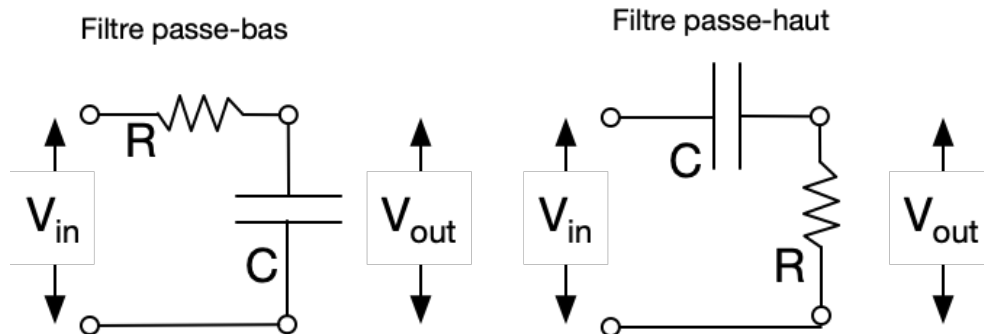 Filtre passe-bas
R
C
Vin
Vout
Filtre passe-haut
C
R
Vin
Vout